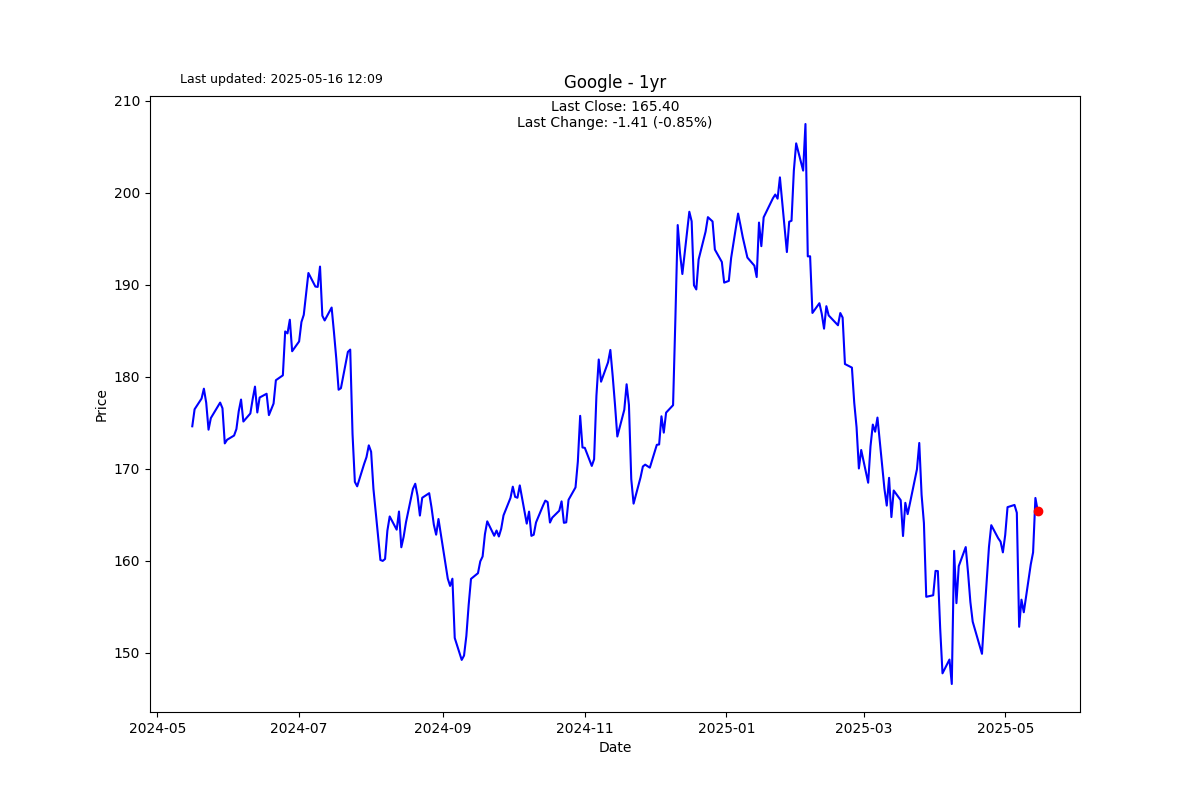 Last updated: 2025-05-16 12:09
Google - 1yr
Last Close: 165.40
Last Change: -1.41 (-0.85%)
210
200
190
180
170
160
150
Price
2024-05
2024-07
2024-09
2024-11
2025-01
2025-03
2025-05
Date